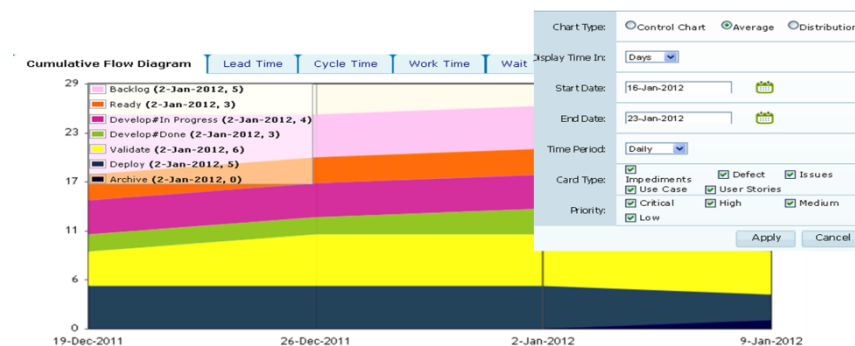 Chart Type: Control Chart Average Distribution
Display Time In: Days
Start Date: 16-Jan-2012
End Date: 23-Jan-2012
Time Period: Daily
Card Type: Impediments Defect Issues
Use Case User Stories
Priority: Critical High Medium
Low
Apply Cancel
Cumulative Flow Diagram Lead Time Cycle Time Work Time Wait
29
23
17
11
6
0
Backlog (2-Jan-2012, 5)
Ready (2-Jan-2012, 3)
Develop#In Progress (2-Jan-2012, 4)
Develop#Done (2-Jan-2012, 3)
Validate (2-Jan-2012, 6)
Deploy (2-Jan-2012, 5)
Archive (2-Jan-2012, 0)
19-Dec-2011 26-Dec-2011 2-Jan-2012 9-Jan-2012